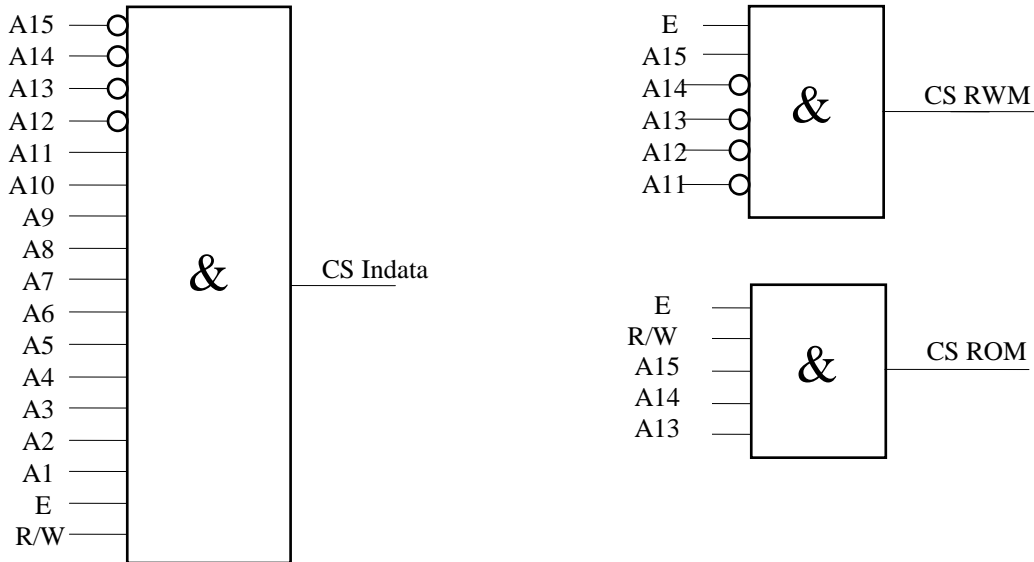 A15
A14
A13
A12
A11
A10
A9
A8
A7
A6
A5
A4
A3
A2
A1
E
R/W
&
CS Indata
E
A15
A14
A13
A12
A11
&
CS RWM
E
R/W
A15
A14
A13
&
CS ROM